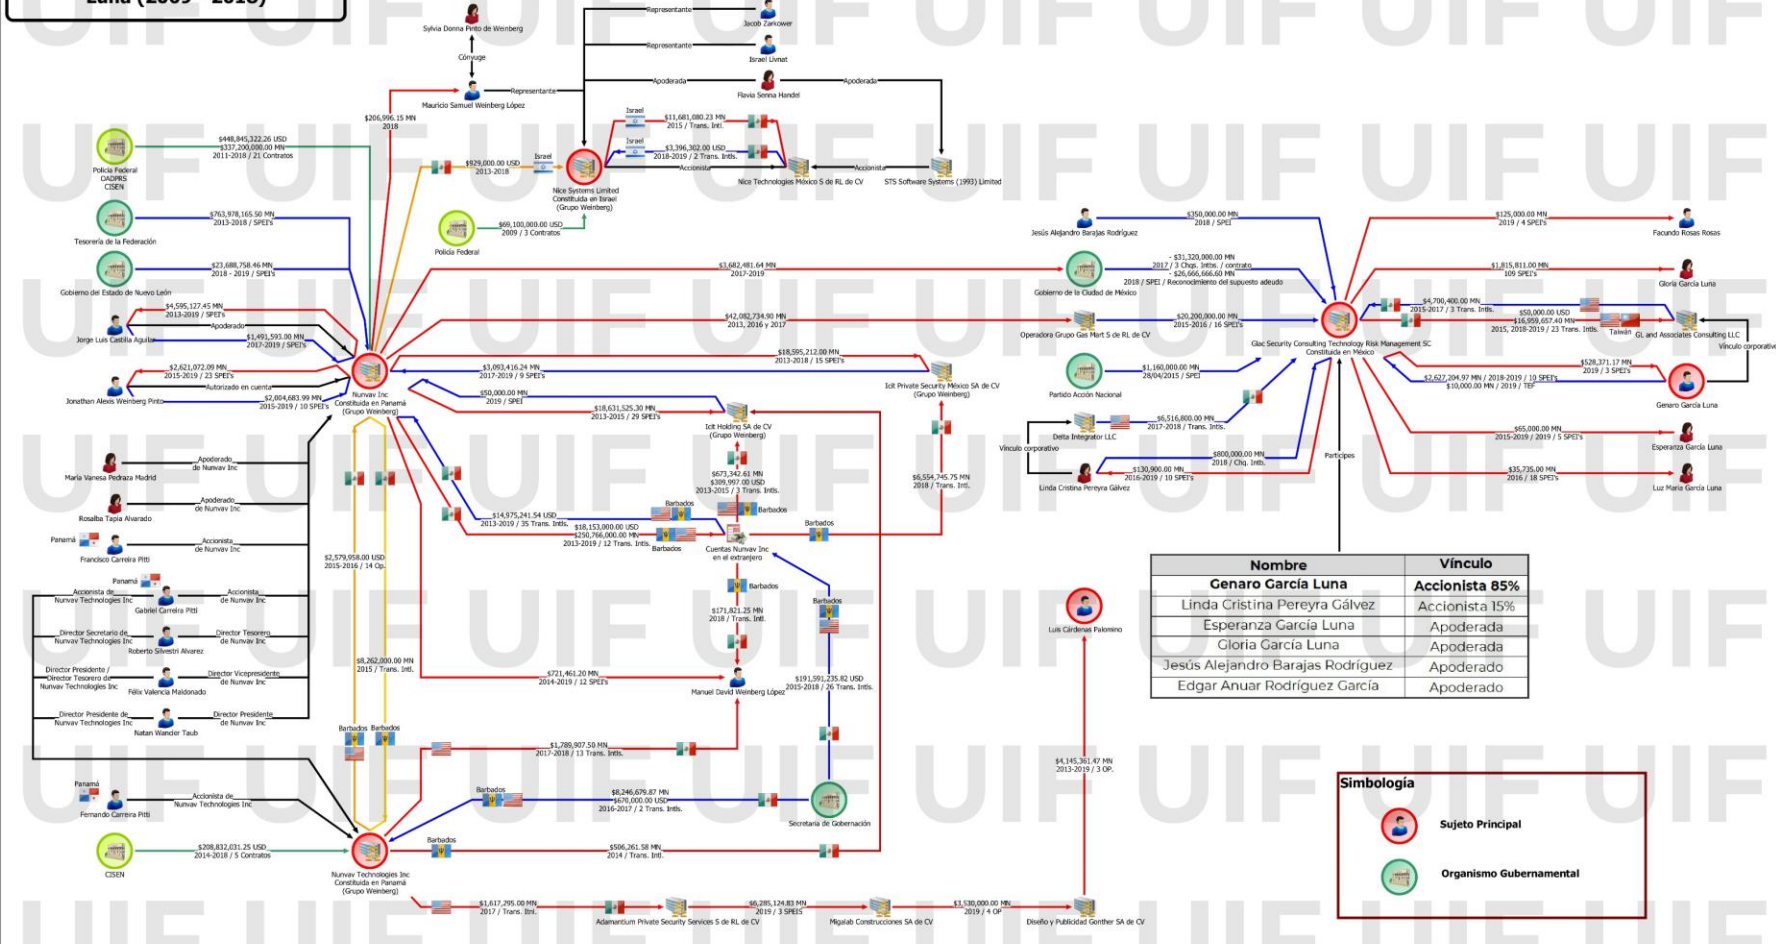 Luna (2009 - 2018)
Sylvia Donna Pinto de Weinberg
Cónyuge
Mauricio Samuel Weinberg López
Representante
Representante
Jacob Zarkower
Representante
Israel Livnat
Apoderada
Flavia Senna Handel
Apoderada
$206,996.15 MN
2018
$448,845,322.26 USD
$337,200,000.00 MN
2011-2018 / 21 Contratos
Policía Federal
OADPRS
CISEN
$763,978,165.50 MN
2013-2018 / SPEI's
Tesorería de la Federación
$23,688,758.46 MN
2018 - 2019 / SPEI's
Gobierno del Estado de Nuevo León
$4,595,127.45 MN
2013-2019 / SPEI's
Apoderado
Jorge Luis Castilla Aguilar
$1,491,593.00 MN
2017-2019 / SPEI's
$2,621,072.09 MN
2015-2019 / 23 SPEI's
Autorizado en cuenta
Jonathan Alexis Weinberg Pinto
$2,004,683.99 MN
2015-2019 / 10 SPEI's
Nunvav Inc
Constituida en Panamá
(Grupo Weinberg)
$929,000.00 USD
2013-2018
Israel
Nice Systems Limited
Constituida en Israel
(Grupo Weinberg)
Israel
$11,681,080.23 MN
2015 / Trans. Intl.
Israel
$3,396,302.00 USD
2018-2019 / 2 Trans. Intls.
Accionista
Nice Technologies México S de RL de CV
Accionista
STS Software Systems (1993) Limited
Policía Federal
$69,100,000.00 USD
2009 / 3 Contratos
$3,682,481.64 MN
2017-2019
Gobierno de la Ciudad de México
- $31,320,000.00 MN
2017 / 3 Chqs. Intbs. / contrato
- $26,666,666.60 MN
2018 / SPEI / Reconocimiento del supuesto adeudo
$42,082,734.90 MN
2013, 2016 y 2017
Operadora Grupo Gas Mart S de RL de CV
$20,200,000.00 MN
2015-2016 / 16 SPEI's
$18,595,212.00 MN
2013-2018 / 15 SPEI's
$3,093,416.24 MN
2017-2019 / 9 SPEI's
Icit Private Security México SA de CV
(Grupo Weinberg)
$50,000.00 MN
2019 / SPEI
$18,631,525.30 MN
2013-2015 / 29 SPEI's
Icit Holding SA de CV
(Grupo Weinberg)
$673,342.61 MN
$309,997.00 USD
2013-2015 / 3 Trans. Intls.
Barbados
$6,554,745.75 MN
2018 / Trans. Intl.
Barbados
$14,975,241.54 USD
2013-2019 / 35 Trans. Intls.
$18,153,000.00 USD
$250,766,000.00 MN
2013-2019 / 12 Trans. Intls.
Barbados
Cuentas Nunvav Inc
en el extranjero
Barbados
Barbados
$171,821.25 MN
2018 / Trans. Intl.
Manuel David Weinberg López
$721,461.20 MN
2014-2019 / 12 SPEI's
Barbados
$191,591,235.82 USD
2015-2018 / 26 Trans. Intls.
Secretaria de Gobernación
María Vanesa Pedraza Madrid
Apoderado
de Nunvav Inc
Rosalba Tapia Alvarado
Apoderado
de Nunvav Inc
Panamá
Francisco Carreira Pitti
Accionista
de Nunvav Inc
Panamá
Accionista de
Nunvav Technologies Inc
Gabriel Carreira Pitti
Accionista
de Nunvav Inc
Director Secretario de
Nunvav Technologies Inc
Roberto Silvestri Alvarez
Director Tesorero
de Nunvav Inc
Director Presidente /
Director Tesorero de
Nunvav Technologies Inc
Félix Valencia Maldonado
Director Vicepresidente
de Nunvav Inc
Director Presidente de
Nunvav Technologies Inc
Natan Wancier Taub
Director Presidente
de Nunvav Inc
$2,579,958.00 USD
2015-2016 / 14 Op.
$8,262,000.00 MN
2015 / Trans. Intl.
Barbados
Barbados
Panamá
Fernando Carreira Pitti
Accionista de
Nunvav Technologies Inc
CISEN
$208,832,031.25 USD
2014-2018 / 5 Contratos
Nunvav Technologies Inc
Constituida en Panamá
(Grupo Weinberg)
$1,789,907.50 MN
2017-2018 / 13 Trans. Intls.
Barbados
$8,246,679.87 MN
$670,000.00 USD
2016-2017 / 2 Trans. Intls.
Barbados
$506,261.58 MN
2014 / Trans. Intl.
$1,617,295.00 MN
2017 / Trans. Itnl.
Adamantium Private Security Services S de RL de CV
$6,285,124.83 MN
2019 / 3 SPEIS
Migalab Construcciones SA de CV
$3,530,000.00 MN
2019 / 4 OP
Diseño y Publicidad Gonther SA de CV
$4,145,361.47 MN
2013-2019 / 3 OP.
Luis Cárdenas Palomino
Jesús Alejandro Barajas Rodríguez
$350,000.00 MN
2018 / SPEI
$125,000.00 MN
2019 / 4 SPEI's
Facundo Rosas Rosas
$1,815,811.00 MN
109 SPEI's
Gloria García Luna
$4,700,400.00 MN
2015-2017 / 3 Trans. Intls.
$50,000.00 USD
$16,959,657.40 MN
2015, 2018-2019 / 23 Trans. Intls.
Taiwán
GL and Associates Consulting LLC
Vínculo corporativo
Glac Security Consulting Technology Risk Management SC
Constituida en México
$528,371.17 MN
2019 / 3 SPEI's
$2,627,204.97 MN / 2018-2019 / 10 SPEI's
$10,000.00 MN / 2019 / TEF
Genaro García Luna
Partido Acción Nacional
$1,160,000.00 MN
28/04/2015 / SPEI
Delta Integrator LLC
$6,516,800.00 MN
2017-2018 / Trans. Intls.
Vínculo corporativo
$800,000.00 MN
2018 / Chq. Intb.
$130,900.00 MN
2016-2019 / 10 SPEI's
Linda Cristina Pereyra Gálvez
Partícipes
$65,000.00 MN
2015-2019 / 2019 / 5 SPEI's
Esperanza García Luna
$35,735.00 MN
2016 / 18 SPEI's
Luz María García Luna
Nombre Vínculo
Genaro García Luna Accionista 85%
Linda Cristina Pereyra Gálvez Accionista 15%
Esperanza García Luna Apoderada
Gloria García Luna Apoderada
Jesús Alejandro Barajas Rodríguez Apoderado
Edgar Anuar Rodríguez García Apoderado
Simbología
Sujeto Principal
Organismo Gubernamental
UIF UIF UIF UIF UIF UIF UIF UIF